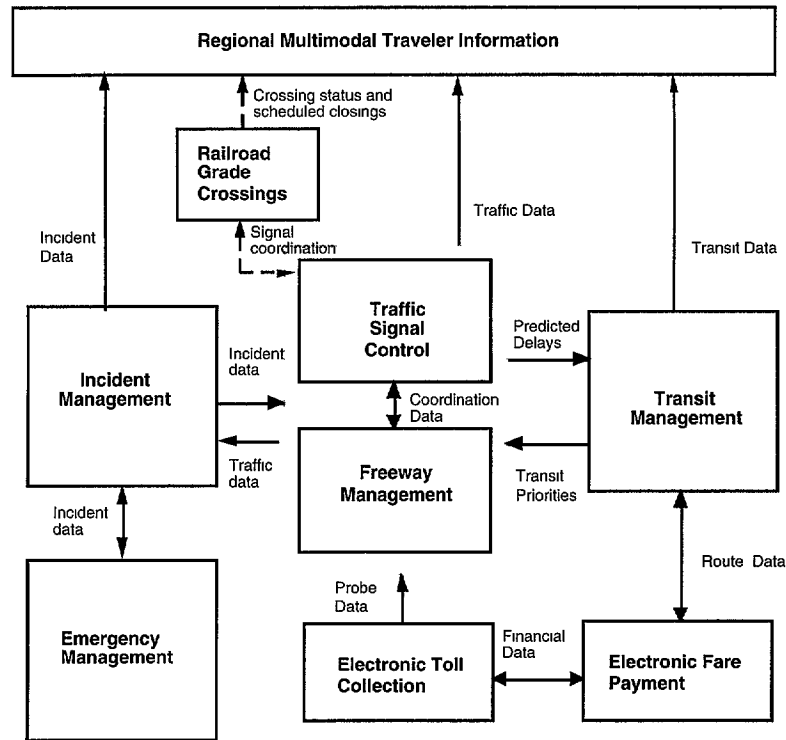 Regional Multimodal Traveler Information
Crossing status and
scheduled closings
Railroad
Grade
Crossings
Traffic Data
Incident
Data
Signal
coordination
Transit Data
Traffic
Signal
Control
Predicted
Delays
Incident
data
Incident
Management
Transit
Management
Coordination
Data
Traffic
data
Freeway
Management
Transit
Priorities
Incident
data
Route Data
Probe
Data
Emergency
Management
Electronic Toll
Collection
Financial
Data
Electronic Fare
Payment